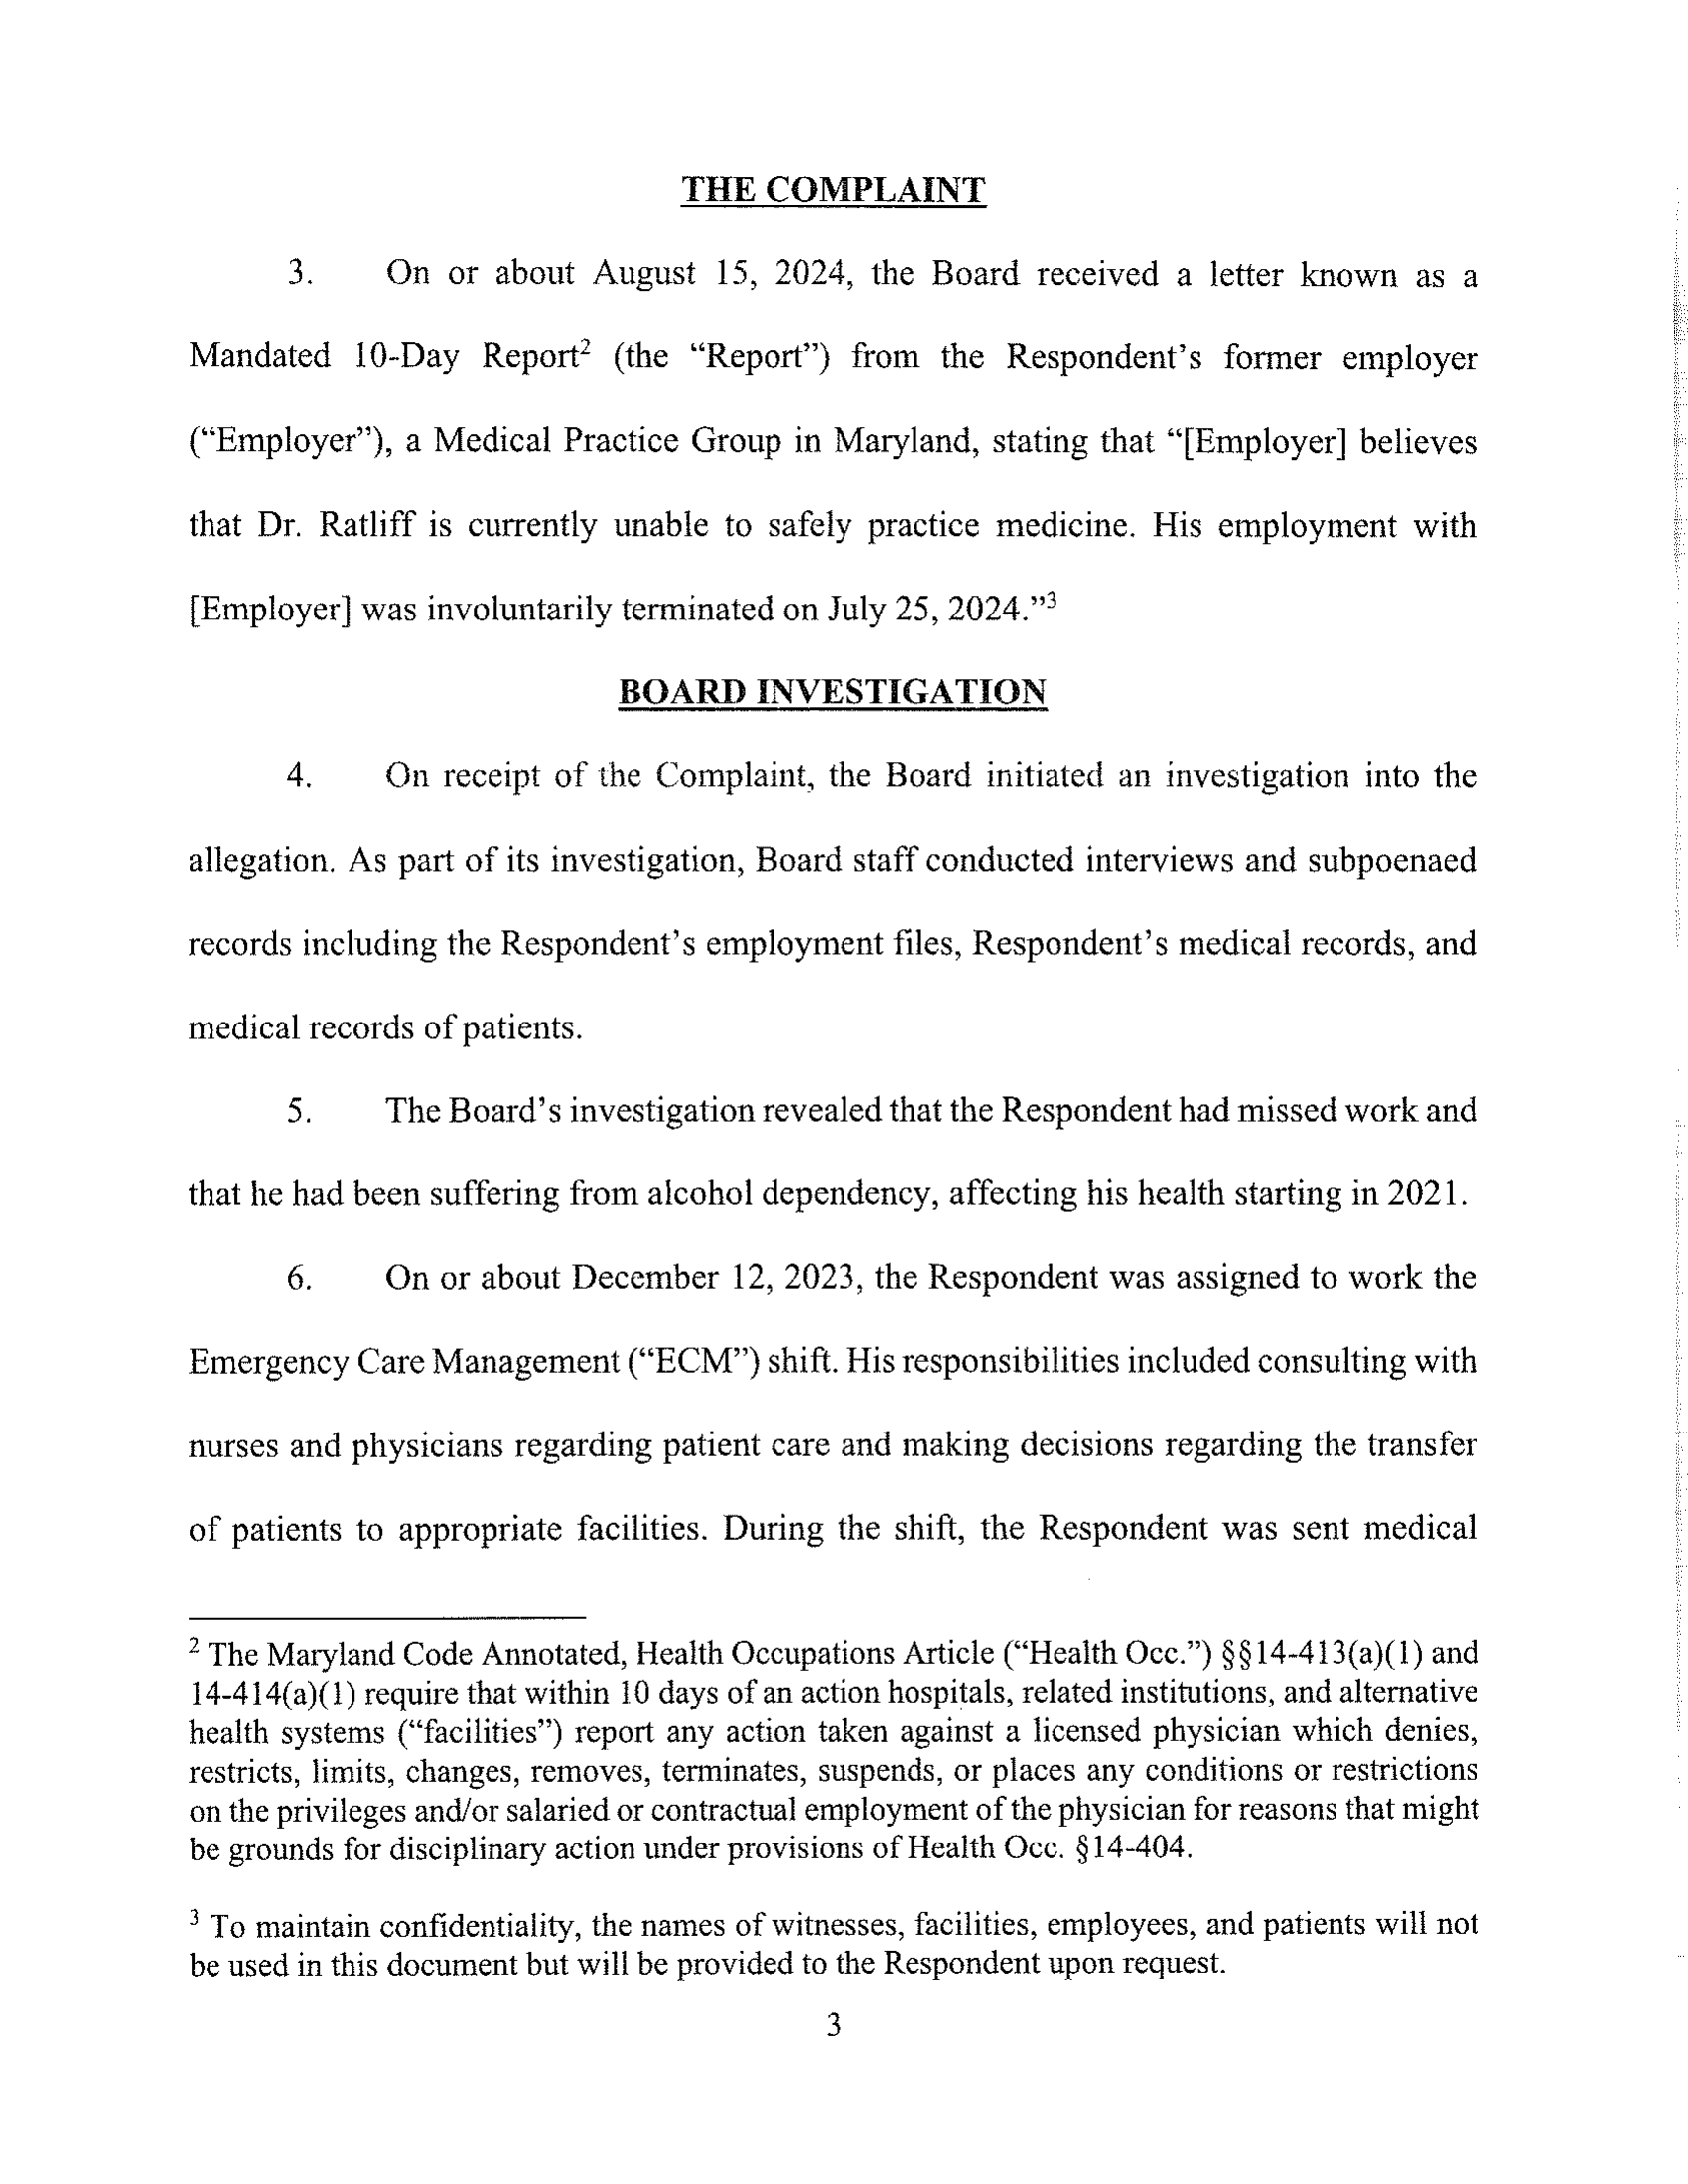 THE COMPLAINT
3. On or about August 15, 2024, the Board received a letter known as a
Mandated 10-Day Report² (the “Report”) from the Respondent’s former employer
(“Employer”), a Medical Practice Group in Maryland, stating that “[Employer] believes
that Dr. Ratliff is currently unable to safely practice medicine. His employment with
[Employer] was involuntarily terminated on July 25, 2024.”³
BOARD INVESTIGATION
4. On receipt of the Complaint, the Board initiated an investigation into the
allegation. As part of its investigation, Board staff conducted interviews and subpoenaed
records including the Respondent’s employment files, Respondent’s medical records, and
medical records of patients.
5. The Board’s investigation revealed that the Respondent had missed work and
that he had been suffering from alcohol dependency, affecting his health starting in 2021.
6. On or about December 12, 2023, the Respondent was assigned to work the
Emergency Care Management (“ECM”) shift. His responsibilities included consulting with
nurses and physicians regarding patient care and making decisions regarding the transfer
of patients to appropriate facilities. During the shift, the Respondent was sent medical
² The Maryland Code Annotated, Health Occupations Article (“Health Occ.”) §§14-413(a)(1) and
14-414(a)(1) require that within 10 days of an action hospitals, related institutions, and alternative
health systems (“facilities”) report any action taken against a licensed physician which denies,
restricts, limits, changes, removes, terminates, suspends, or places any conditions or restrictions
on the privileges and/or salaried or contractual employment of the physician for reasons that might
be grounds for disciplinary action under provisions of Health Occ. §14-404.
³ To maintain confidentiality, the names of witnesses, facilities, employees, and patients will not
be used in this document but will be provided to the Respondent upon request.
3